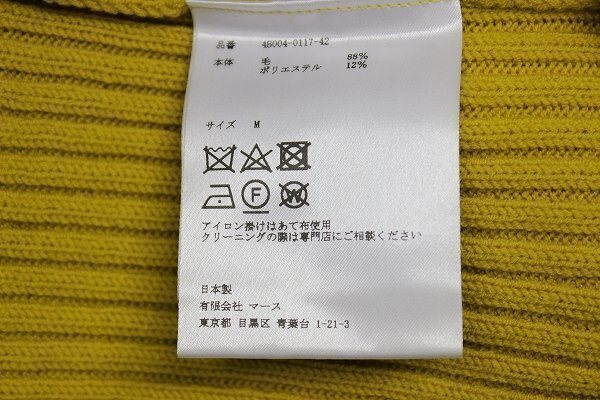 品番 48004-0117-42
本体 毛 88%
ポリエステル 12%
サイズ M
F W
アイロン掛けはあて布使用
クリーニングの際は専門店にご相談ください
日本製
有限会社 マース
東京都 目黒区 青葉台 1-21-3